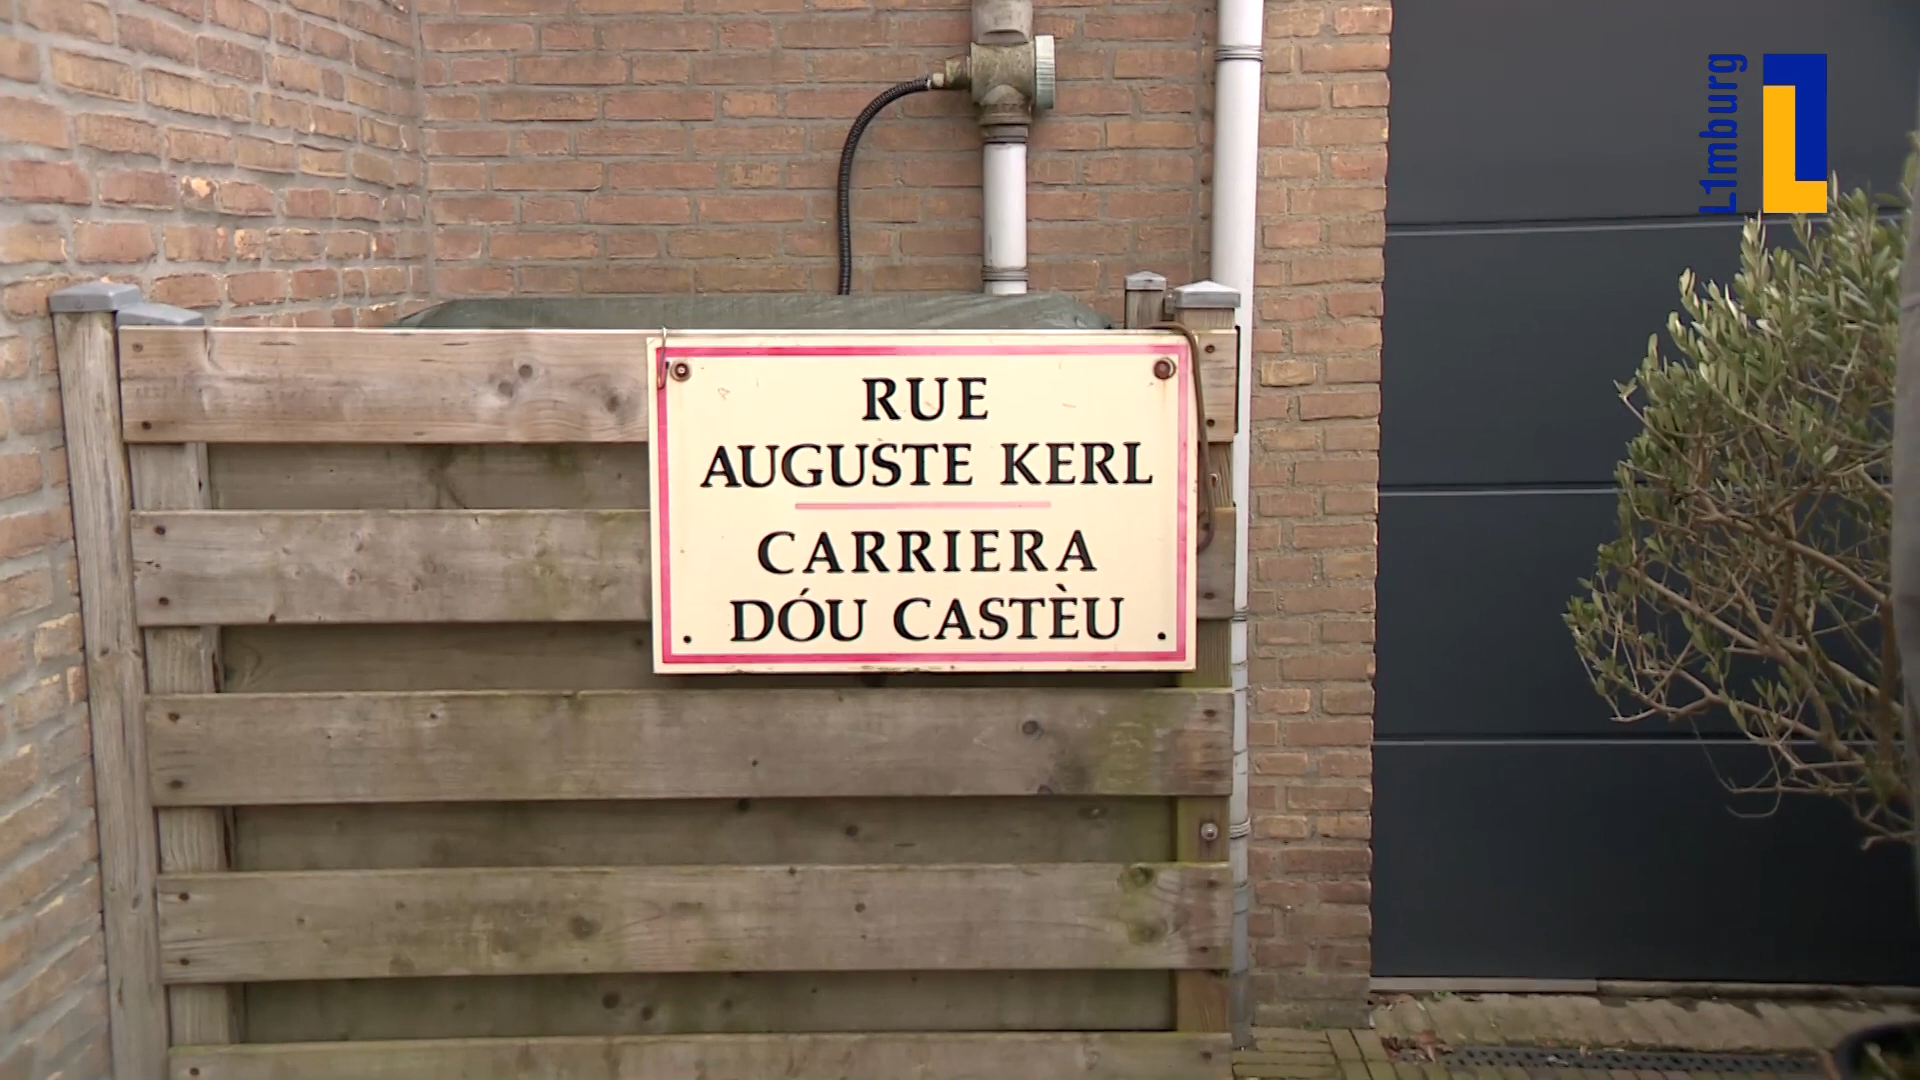 L1mburg
RUE
AUGUSTE KERL
CARRIERA
DÓU CASTÈU